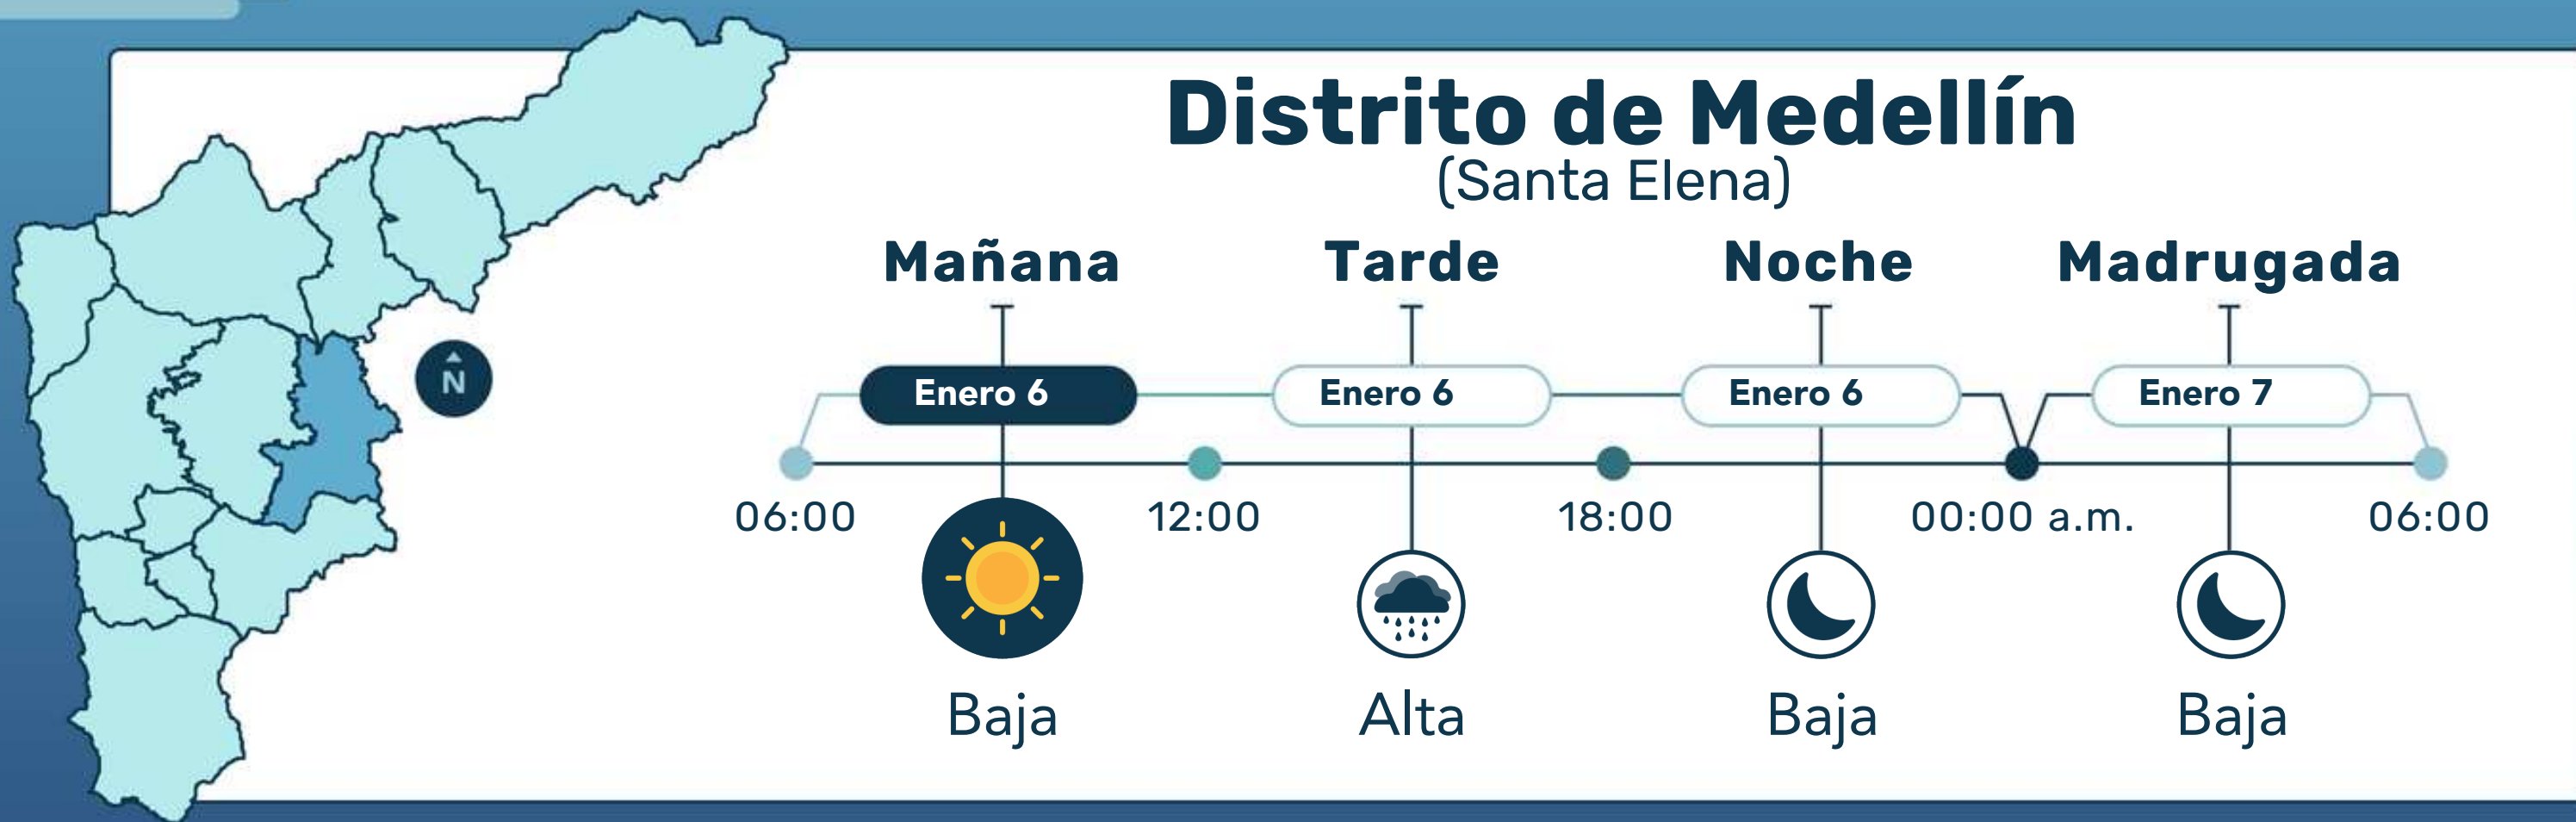 Distrito de Medellín
(Santa Elena)
Mañana Tarde Noche Madrugada
Enero 6 Enero 6 Enero 6 Enero 7
N
06:00 12:00 18:00 00:00 a.m. 06:00
Baja Alta Baja Baja